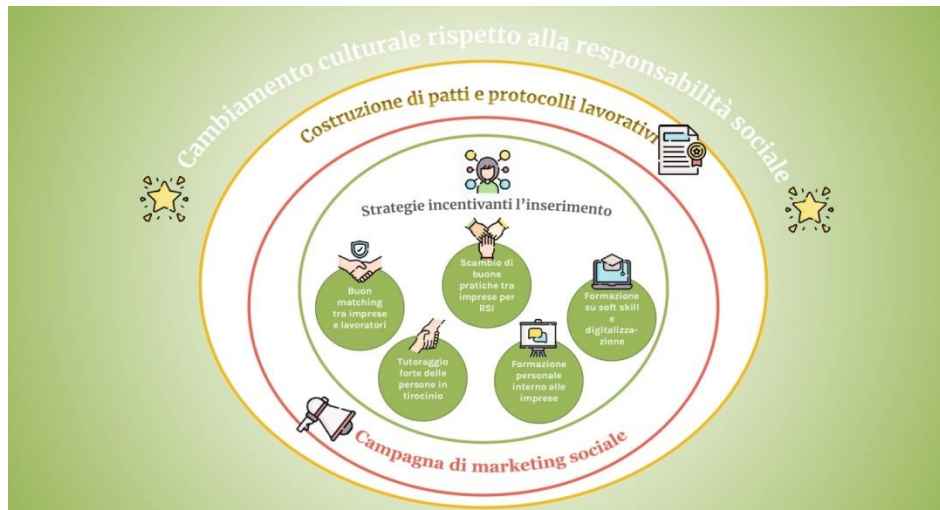 Cambiamento culturale rispetto alla responsabilità sociale
Costruzione di patti e protocolli lavorativi
Strategie incentivanti l'inserimento
Buon
matching
tra imprese
e lavoratori
Scambio di
buone
pratiche tra
imprese per
RSI
Formazione
su soft skill
e
digitalizza-
zione
Tutoraggio
forte delle
persone in
tirocinio
Formazione
personale
interno alle
imprese
Campagna di marketing sociale